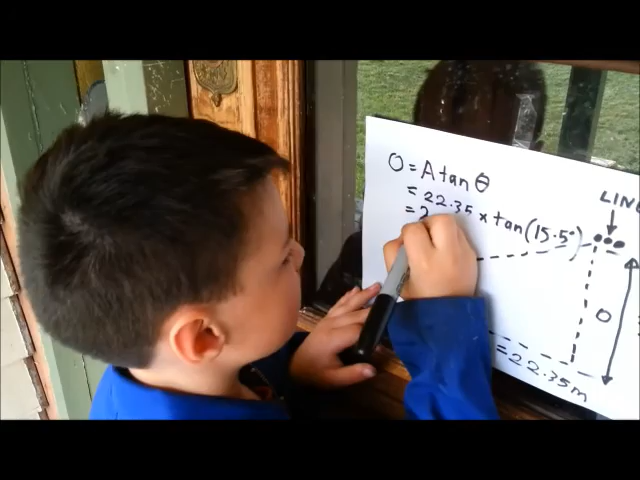 O = A tan θ
= 22.35 x tan(15.5°)
= 2
LINE
O
= 22.35m